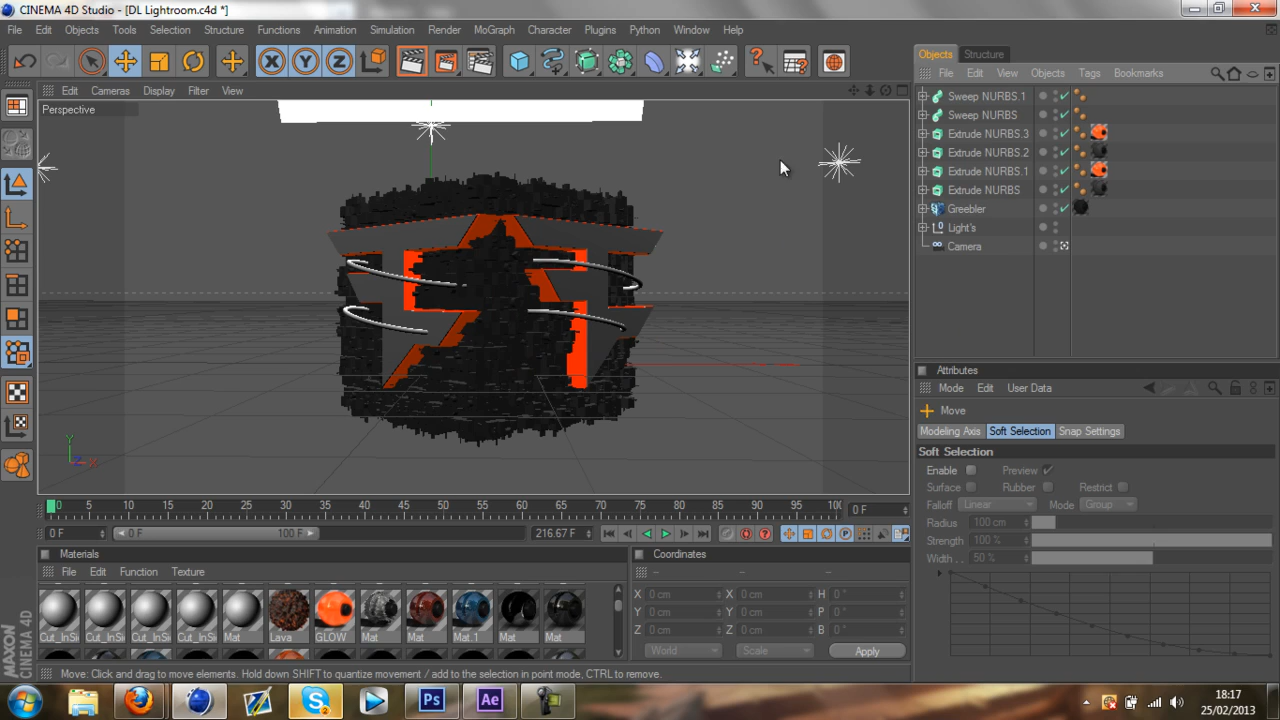 CINEMA 4D Studio - [DL Lightroom.c4d *]
File Edit Objects Tools Selection Structure Functions Animation Simulation Render MoGraph Character Plugins Python Window Help
Objects Structure
File Edit View Objects Tags Bookmarks
Edit Cameras Display Filter View
Perspective
Sweep NURBS.1
Sweep NURBS
Extrude NURBS.3
Extrude NURBS.2
Extrude NURBS.1
Extrude NURBS
Greebler
Light's
Camera
Attributes
Mode Edit User Data
Move
Modeling Axis Soft Selection Snap Settings
Soft Selection
Enable Preview
Surface Rubber Restrict
Falloff Linear Mode Group
Radius 100 cm
Strength 100 %
Width . . 50 %
0 5 10 15 20 25 30 35 40 45 50 55 60 65 70 75 80 85 90 95 10 0 F
0 F 0 F 100 F 216.67 F
Materials
File Edit Function Texture
Cut_InSi Cut_InSi Cut_InSi Cut_InSi Mat Lava GLOW Mat Mat Mat.1 Mat Mat
Coordinates
X 0 cm X 0 cm H 0 °
Y 0 cm Y 0 cm P 0 °
Z 0 cm Z 0 cm B 0 °
World Scale Apply
MAXON
CINEMA 4D
Move: Click and drag to move elements. Hold down SHIFT to quantize movement / add to the selection in point mode, CTRL to remove.
Ps Ae
18:17
25/02/2013